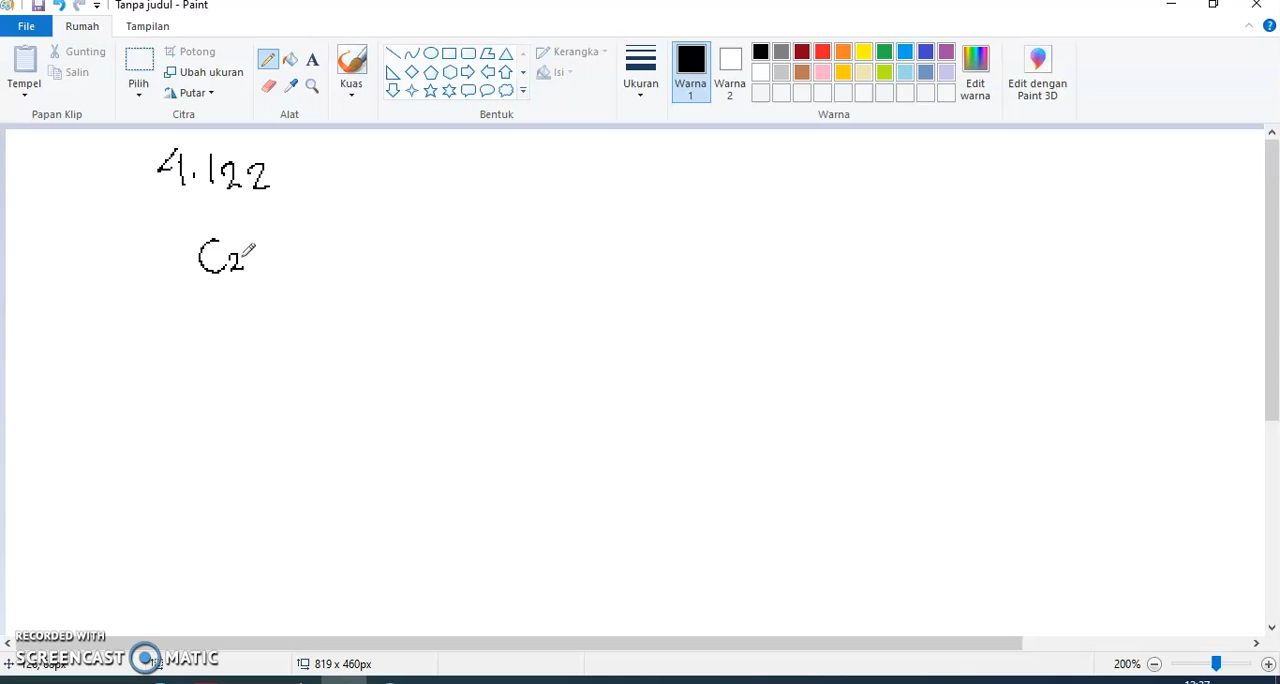 Tanpa judul - Paint
File Rumah Tampilan
Tempel
Gunting
Salin
Papan Klip
Pilih
Potong
Ubah ukuran
Putar
Citra
A
Alat
Kuas
Kerangka
Isi
Bentuk
Ukuran
Warna 1
Warna 2
Edit warna
Warna
Edit dengan Paint 3D
4.122
C2
RECORDED WITH
SCREENCAST MATIC
819 x 460px
200%